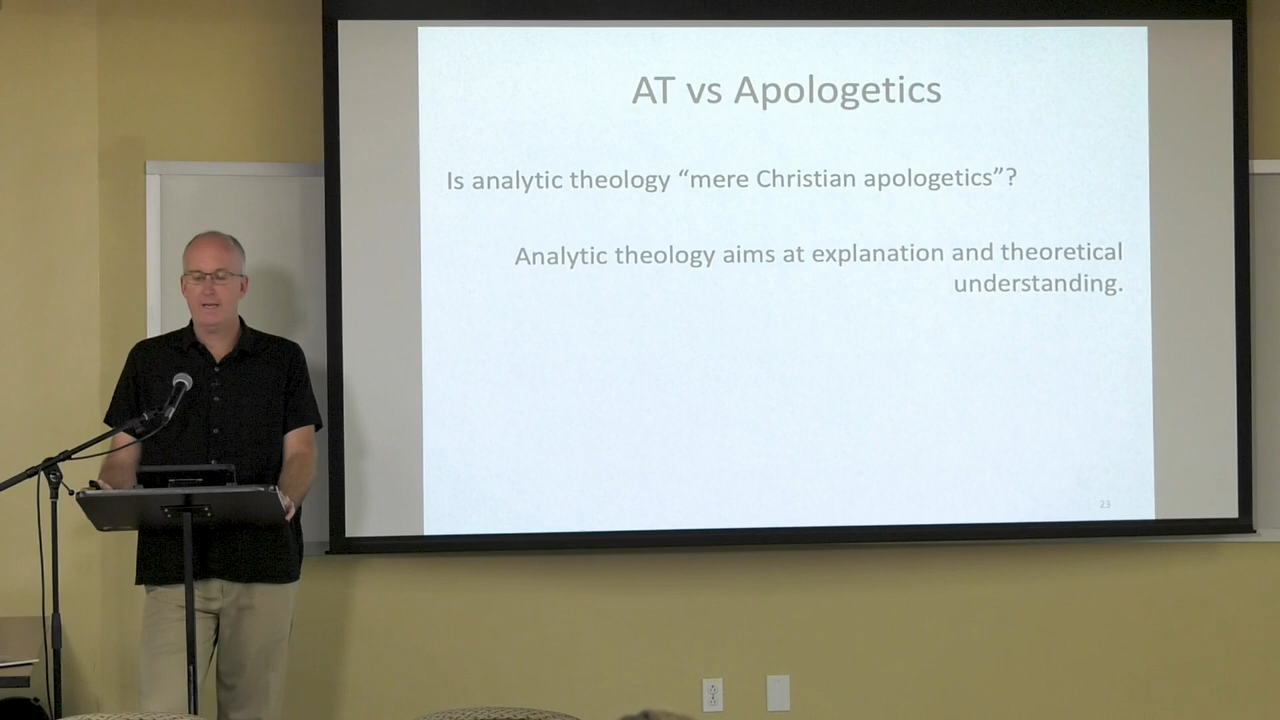 AT vs Apologetics
Is analytic theology “mere Christian apologetics”?
Analytic theology aims at explanation and theoretical
understanding.
23